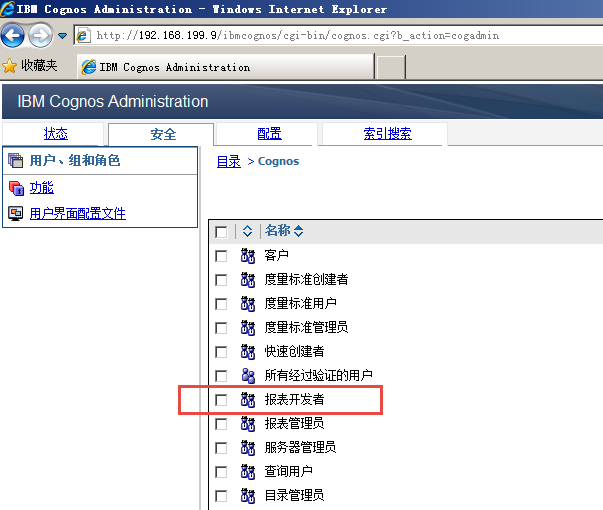 IBM Cognos Administration - Windows Internet Explorer
http://192.168.199.9/ibmcognos/cgi-bin/cognos.cgi?b_action=cogadmin
收藏夹 IBM Cognos Administration
IBM Cognos Administration
状态 安全 配置 索引搜索
用户、组和角色
功能
用户界面配置文件
目录 > Cognos
名称
客户
度量标准创建者
度量标准用户
度量标准管理员
快速创建者
所有经过验证的用户
报表开发者
报表管理员
服务器管理员
查询用户
目录管理员